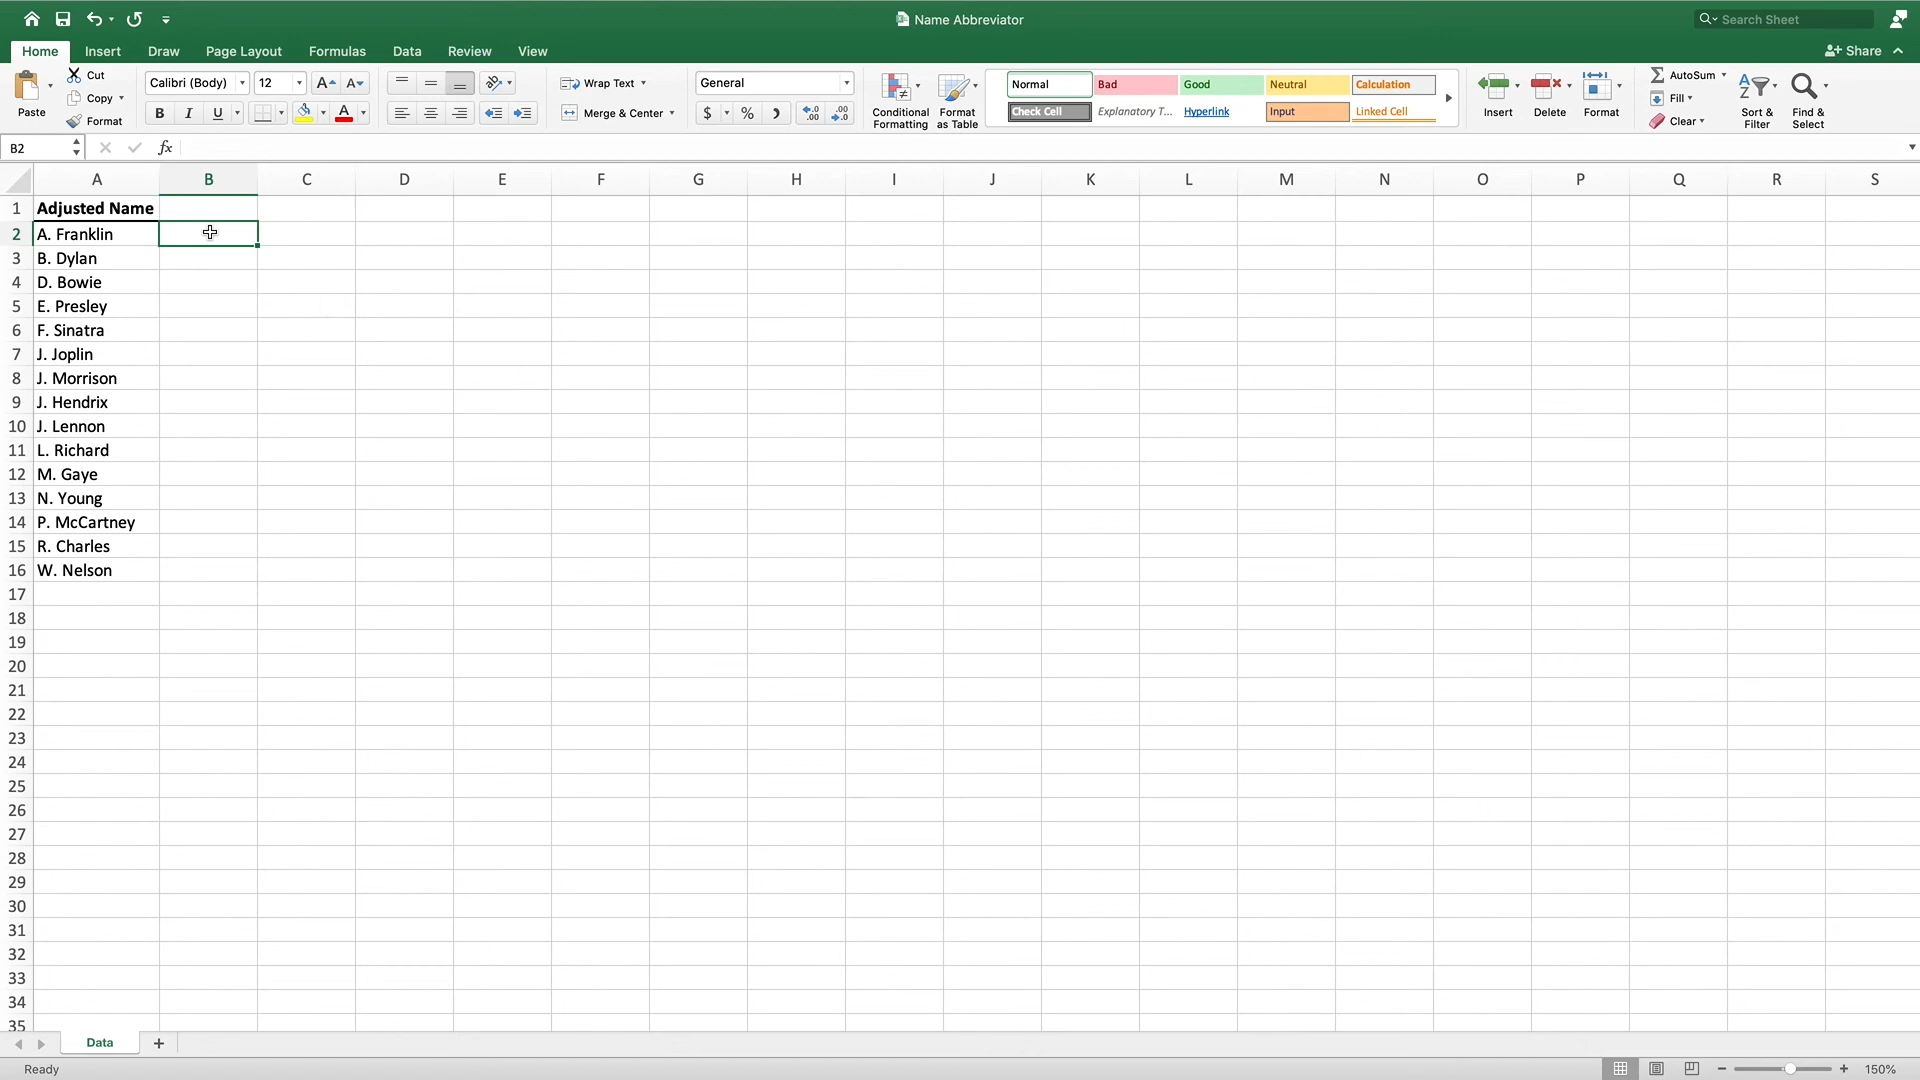 Name Abbreviator
Search Sheet
Home Insert Draw Page Layout Formulas Data Review View
Share
Paste
Cut
Copy
Format
Calibri (Body) 12
A A
B I U A
Wrap Text
Merge & Center
General
$ % ❩ .0 .00 .00 .0
Conditional Formatting
Format as Table
Normal Bad Good Neutral Calculation
Check Cell Explanatory T... Hyperlink Input Linked Cell
Insert Delete Format
AutoSum
Fill
Clear
Sort & Filter
Find & Select
B2 fx
A B C D E F G H I J K L M N O P Q R S
1 Adjusted Name
2 A. Franklin
3 B. Dylan
4 D. Bowie
5 E. Presley
6 F. Sinatra
7 J. Joplin
8 J. Morrison
9 J. Hendrix
10 J. Lennon
11 L. Richard
12 M. Gaye
13 N. Young
14 P. McCartney
15 R. Charles
16 W. Nelson
17
18
19
20
21
22
23
24
25
26
27
28
29
30
31
32
33
34
35
Data +
Ready
150%